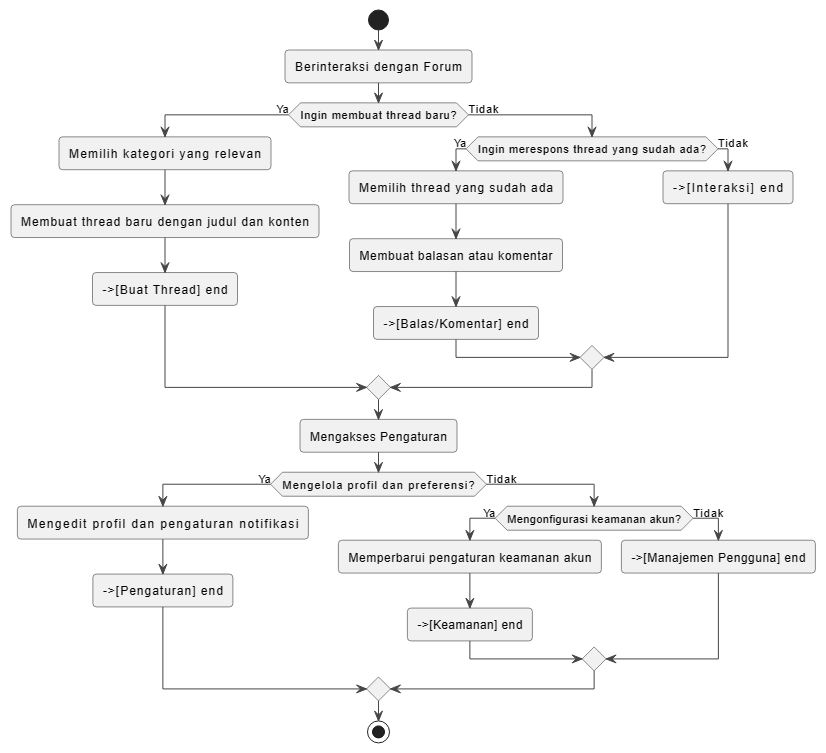 Berinteraksi dengan Forum
Ya
Ingin membuat thread baru?
Tidak
Memilih kategori yang relevan
Membuat thread baru dengan judul dan konten
->[Buat Thread] end
Ya
Ingin merespons thread yang sudah ada?
Tidak
Memilih thread yang sudah ada
Membuat balasan atau komentar
->[Balas/Komentar] end
->[Interaksi] end
Mengakses Pengaturan
Ya
Mengelola profil dan preferensi?
Tidak
Mengedit profil dan pengaturan notifikasi
->[Pengaturan] end
Ya
Mengonfigurasi keamanan akun?
Tidak
Memperbarui pengaturan keamanan akun
->[Keamanan] end
->[Manajemen Pengguna] end